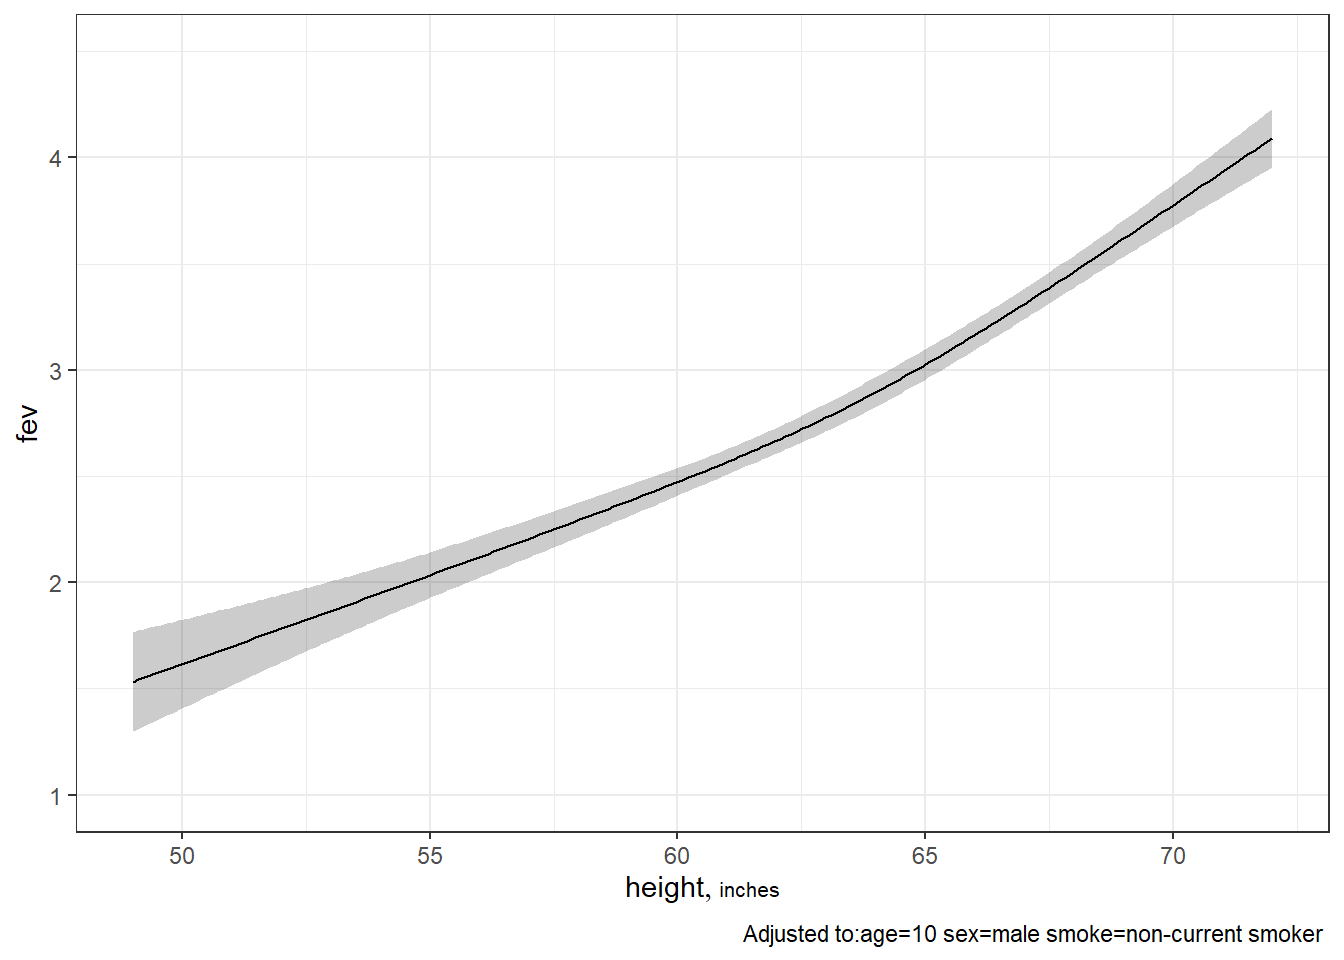 fev
4
3
2
1
50 55 60 65 70
height, inches
Adjusted to:age=10 sex=male smoke=non-current smoker